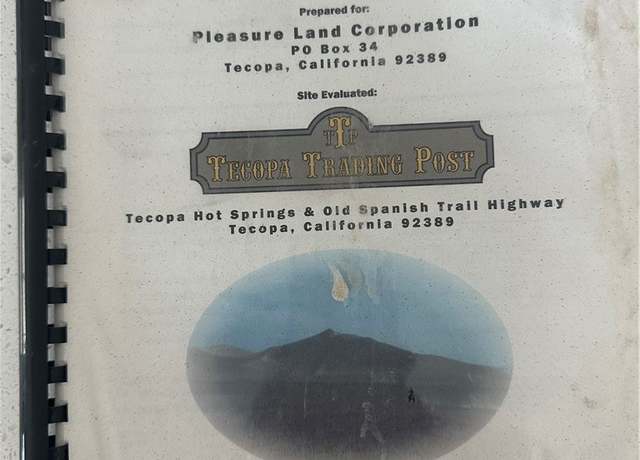 Prepared for:
Pleasure Land Corporation
PO Box 34
Tecopa, California 92389
Site Evaluated:
TTP
TECOPA TRADING POST
Tecopa Hot Springs & Old Spanish Trail Highway
Tecopa, California 92389